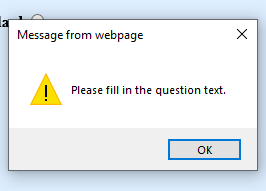 Message from webpage
Please fill in the question text.
OK